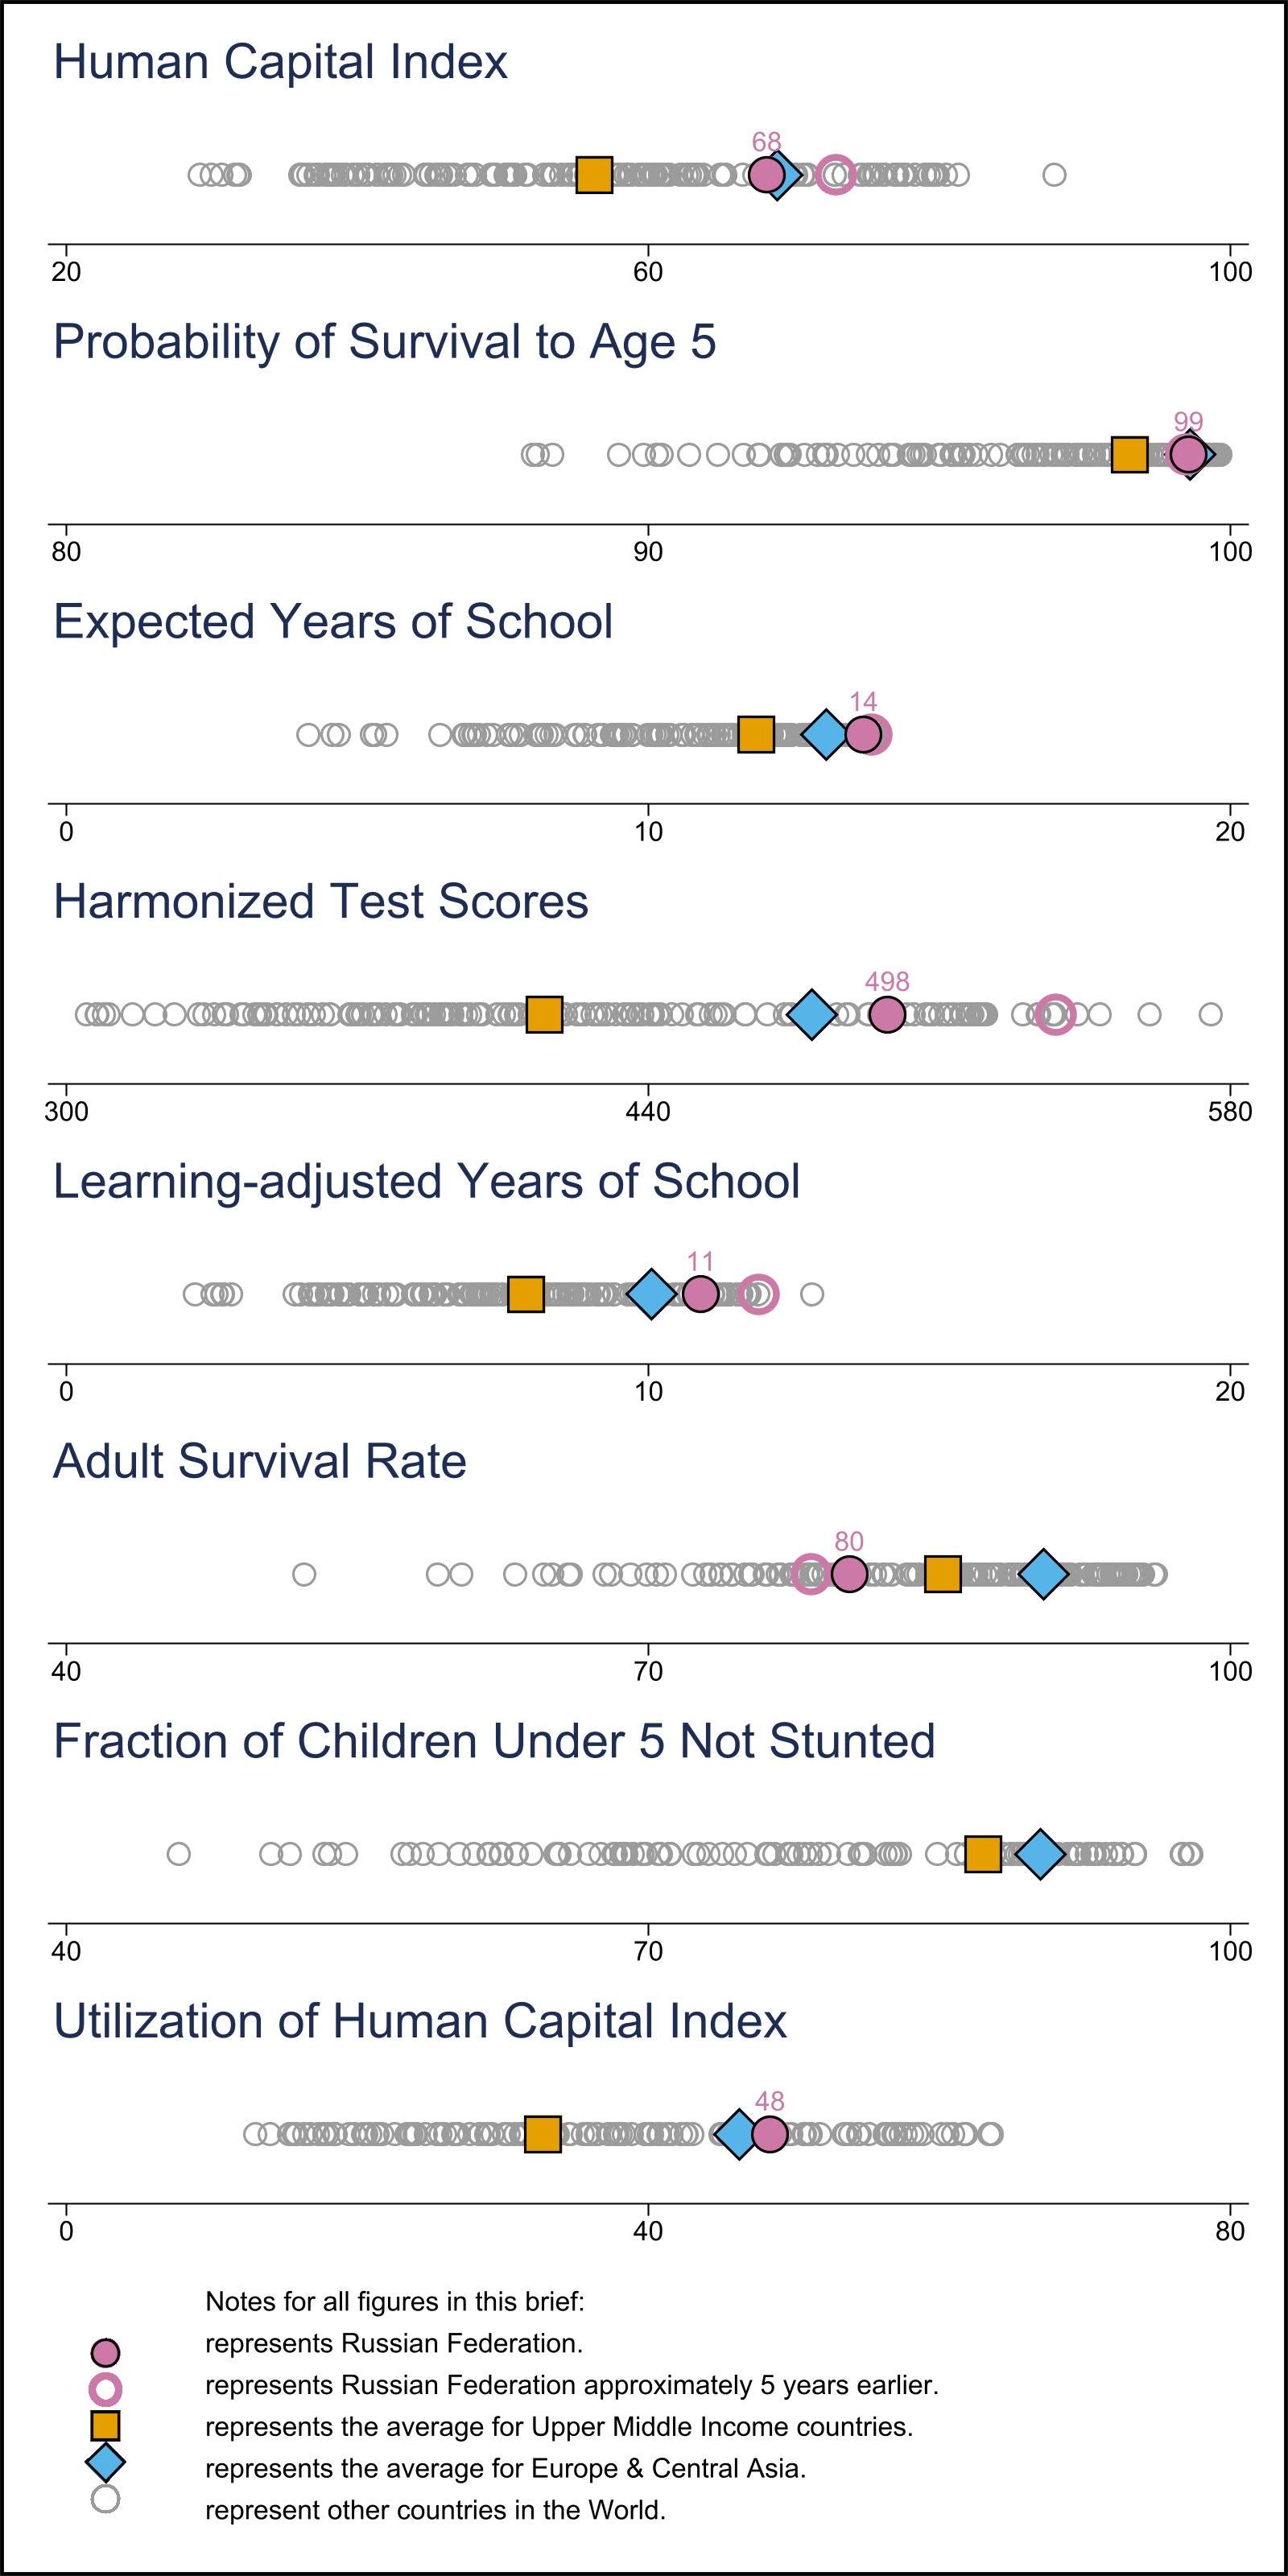 Human Capital Index
68
20 60 100
Probability of Survival to Age 5
99
80 90 100
Expected Years of School
14
0 10 20
Harmonized Test Scores
498
300 440 580
Learning-adjusted Years of School
11
0 10 20
Adult Survival Rate
80
40 70 100
Fraction of Children Under 5 Not Stunted
40 70 100
Utilization of Human Capital Index
48
0 40 80
Notes for all figures in this brief:
represents Russian Federation.
represents Russian Federation approximately 5 years earlier.
represents the average for Upper Middle Income countries.
represents the average for Europe & Central Asia.
represent other countries in the World.